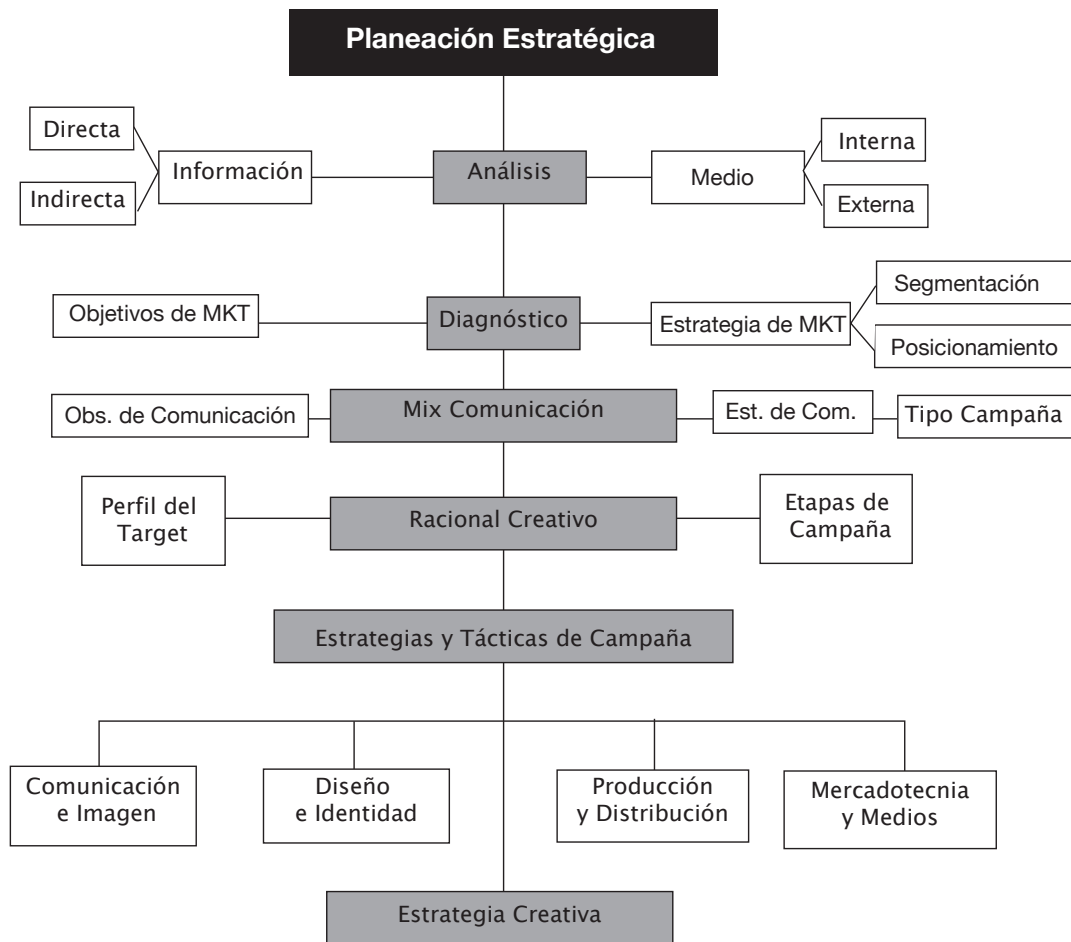 Planeación Estratégica
Directa
Indirecta
Información
Análisis
Medio
Interna
Externa
Objetivos de MKT
Diagnóstico
Estrategia de MKT
Segmentación
Posicionamiento
Obs. de Comunicación
Mix Comunicación
Est. de Com.
Tipo Campaña
Perfil del
Target
Racional Creativo
Etapas de
Campaña
Estrategias y Tácticas de Campaña
Comunicación
e Imagen
Diseño
e Identidad
Producción
y Distribución
Mercadotecnia
y Medios
Estrategia Creativa